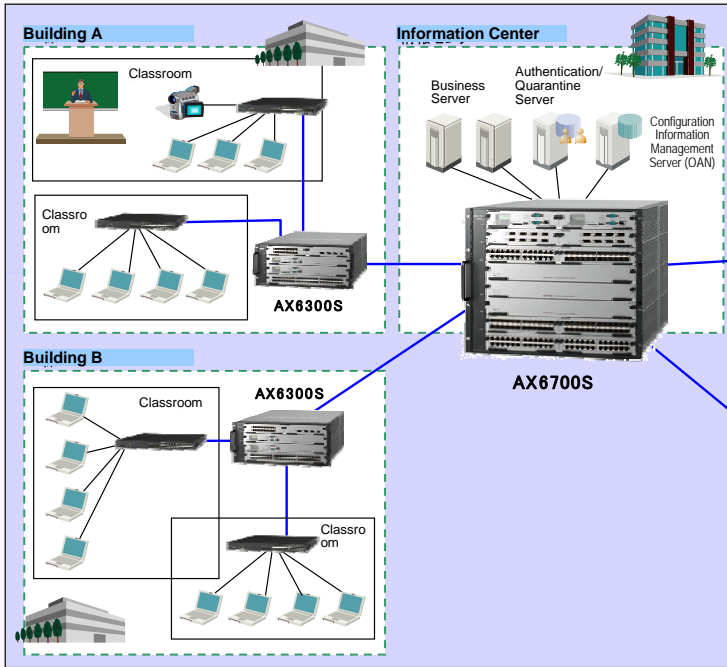 Building A
Classroom
Classro
om
AX6300S
Information Center
Business
Server
Authentication/
Quarantine
Server
Configuration
Information
Management
Server (OAN)
AX6700S
Building B
Classroom
AX6300S
Classro
om